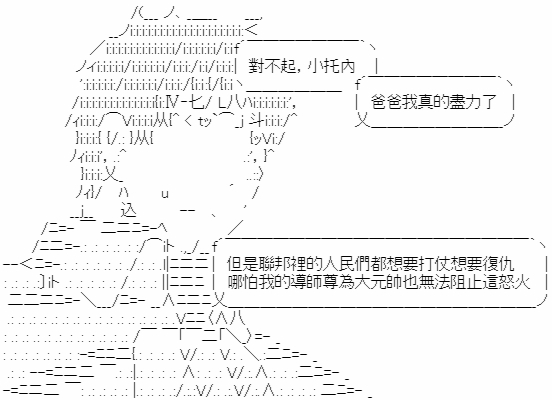 對不起，小托內
爸爸我真的盡力了
但是聯邦裡的人民們都想要打仗想要復仇
哪怕我的導師尊為大元帥也無法阻止這怒火